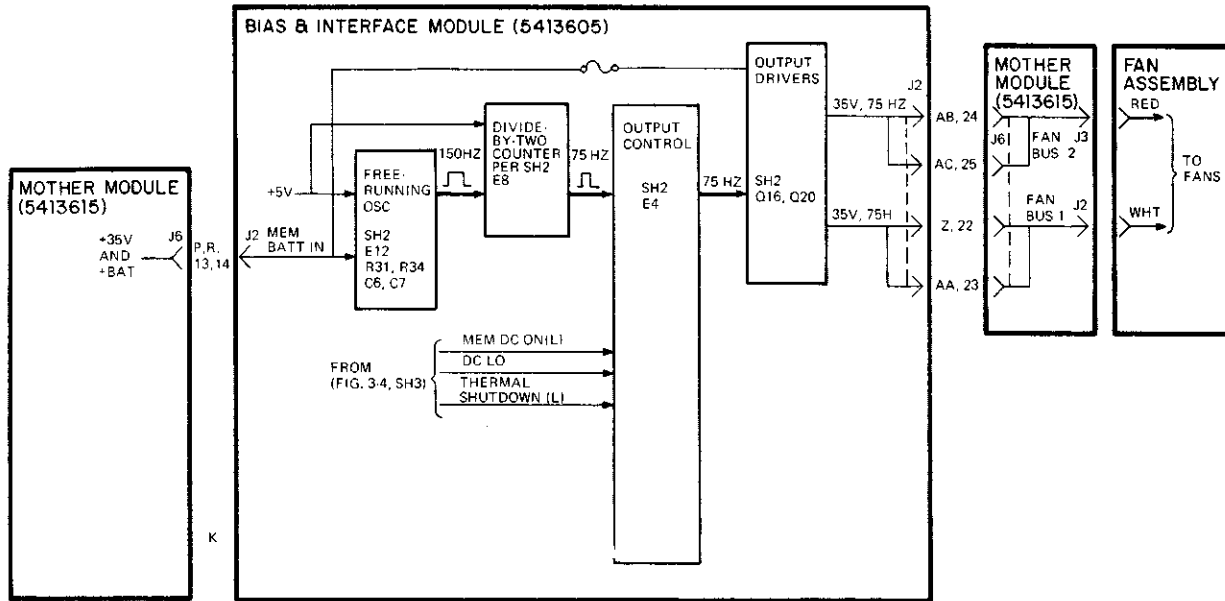 BIAS & INTERFACE MODULE (5413605)
MOTHER MODULE
(5413615)
+35V
AND
+BAT
J6
P.R.
13,14
K
J2
MEM
BATT IN
+5V
FREE-
RUNNING
OSC
SH2
E12
R31, R34
C6, C7
150HZ
DIVIDE-
BY-TWO
COUNTER
PER SH2
E8
75 HZ
OUTPUT
CONTROL
SH2
E4
75 HZ
OUTPUT
DRIVERS
SH2
Q16, Q20
FROM
(FIG. 3-4, SH3)
MEM DC ON(L)
DC LO
THERMAL
SHUTDOWN (L)
35V, 75 HZ
35V, 75H
J2
AB, 24
AC, 25
Z, 22
AA, 23
MOTHER
MODULE
(5413615)
J6
FAN
BUS 2
J3
FAN
BUS 1
J2
FAN
ASSEMBLY
RED
WHT
TO
FANS